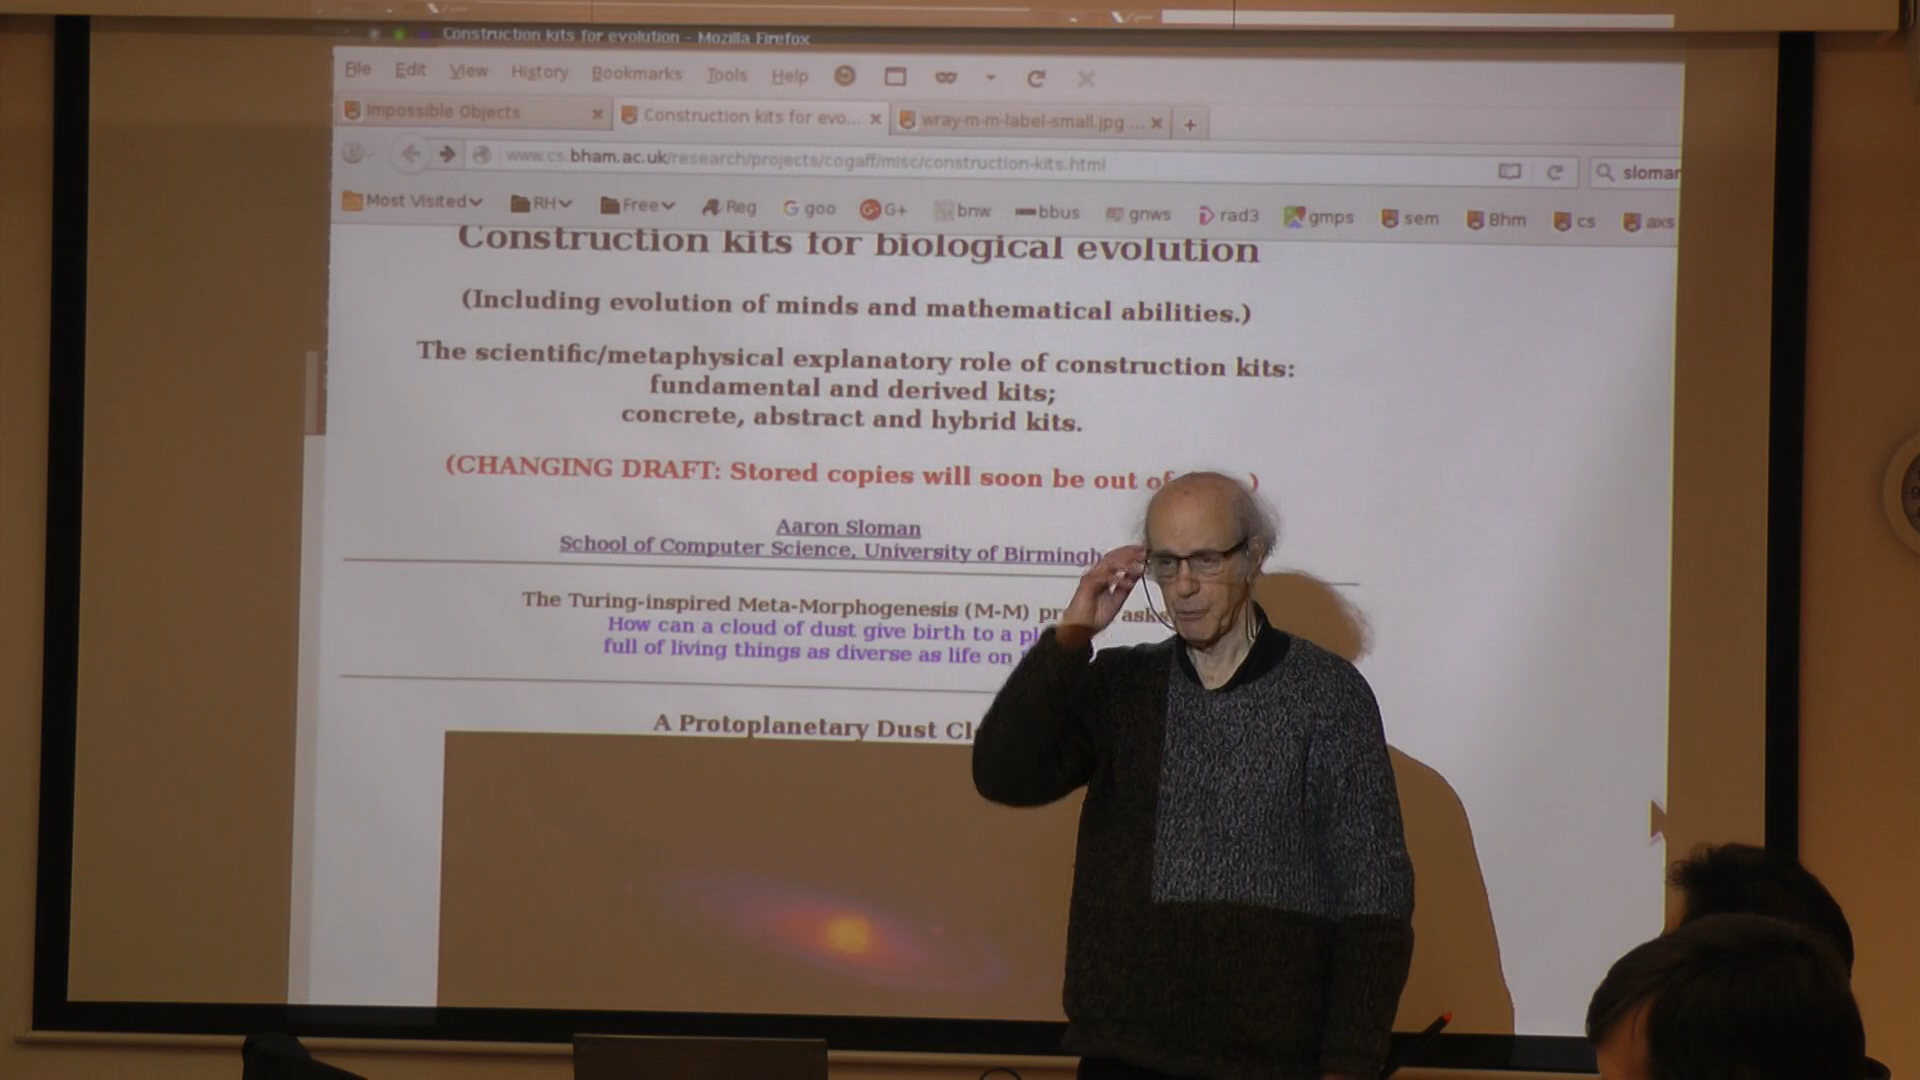 Construction kits for evolution - Mozilla Firefox
File Edit View History Bookmarks Tools Help
Impossible Objects
Construction kits for evo...
wray-m-m-label-small.jpg ...
www.cs.bham.ac.uk/research/projects/cogaff/misc/construction-kits.html
sloman
Most Visited RH Free Reg goo G+ bnw bbus gnws rad3 gmps sem Bhm cs axs
Construction kits for biological evolution
(Including evolution of minds and mathematical abilities.)
The scientific/metaphysical explanatory role of construction kits:
fundamental and derived kits;
concrete, abstract and hybrid kits.
(CHANGING DRAFT: Stored copies will soon be out of )
Aaron Sloman
School of Computer Science, University of Birmingh
The Turing-inspired Meta-Morphogenesis (M-M) pr asks
How can a cloud of dust give birth to a pl
full of living things as diverse as life on
A Protoplanetary Dust Cl